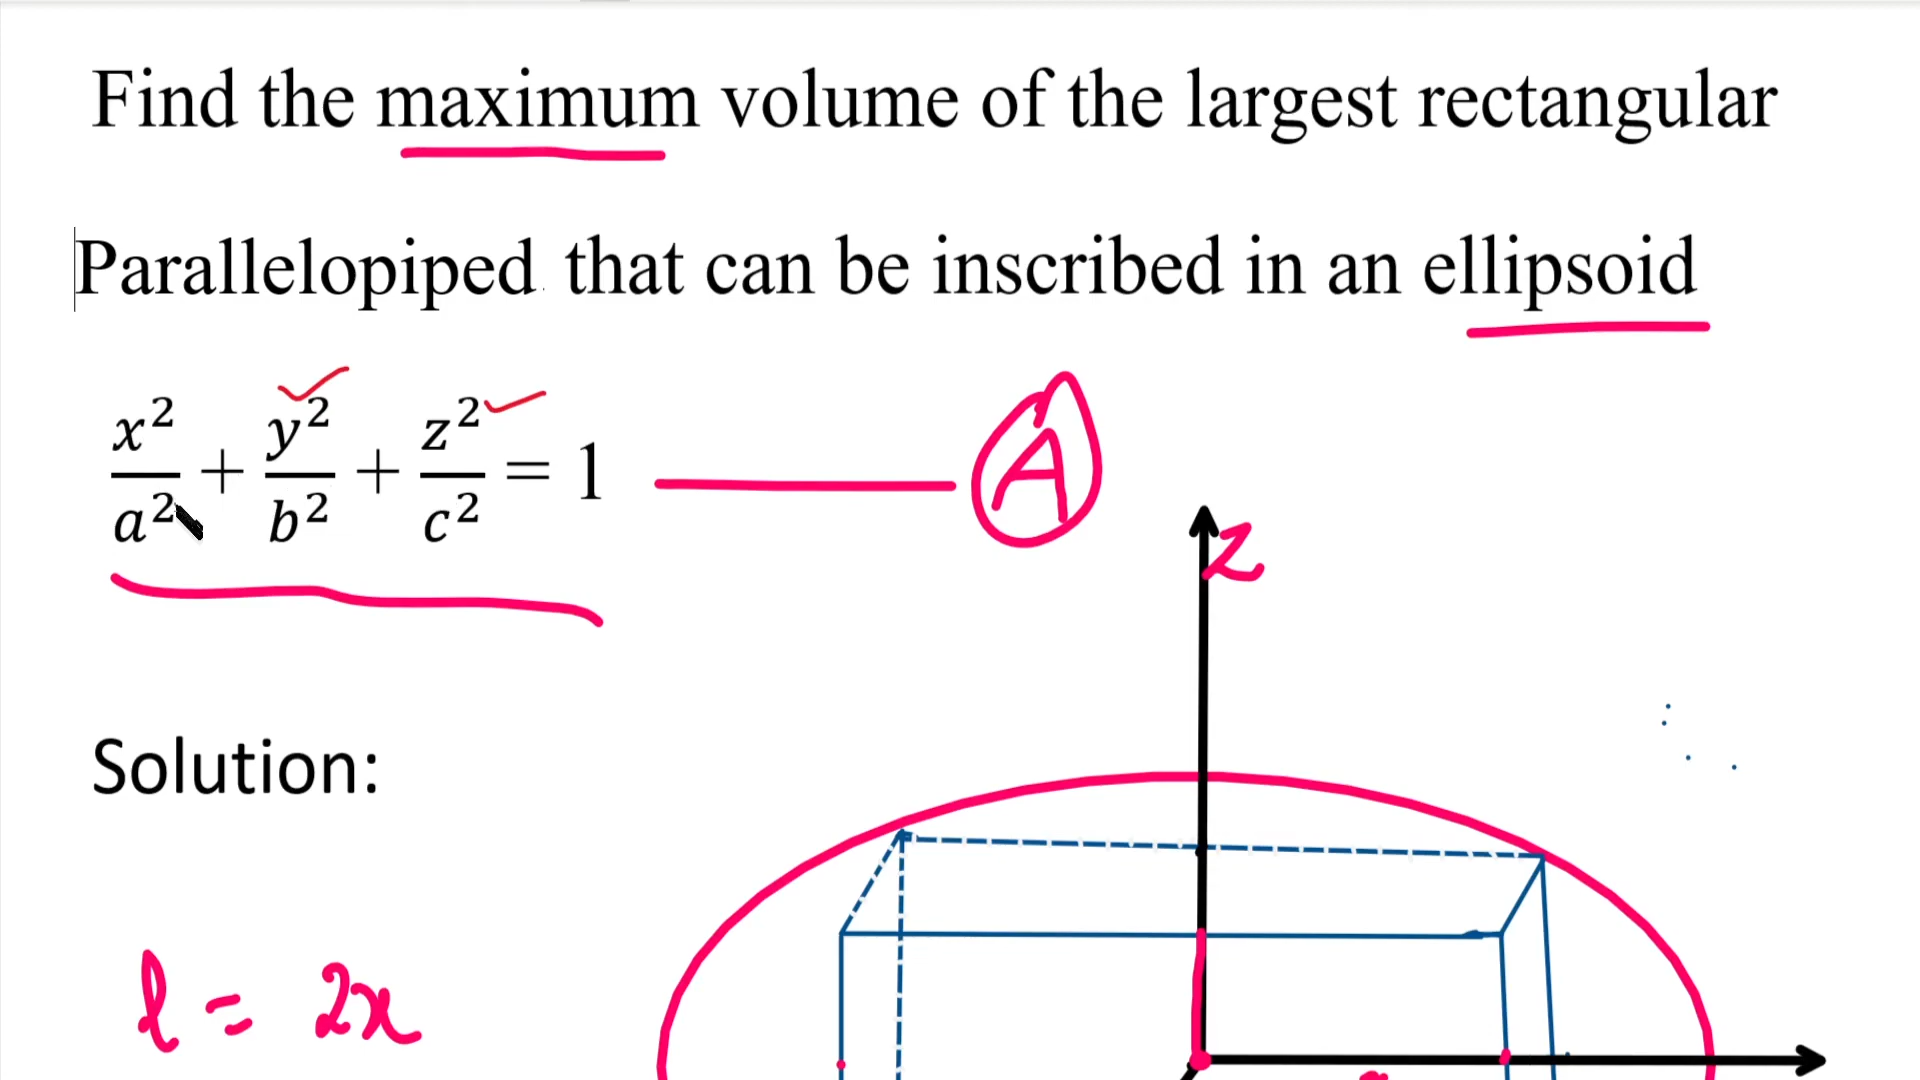 Find the maximum volume of the largest rectangular
Parallelopiped that can be inscribed in an ellipsoid
x²/a² + y²/b² + z²/c² = 1 A
z
Solution:
l = 2x